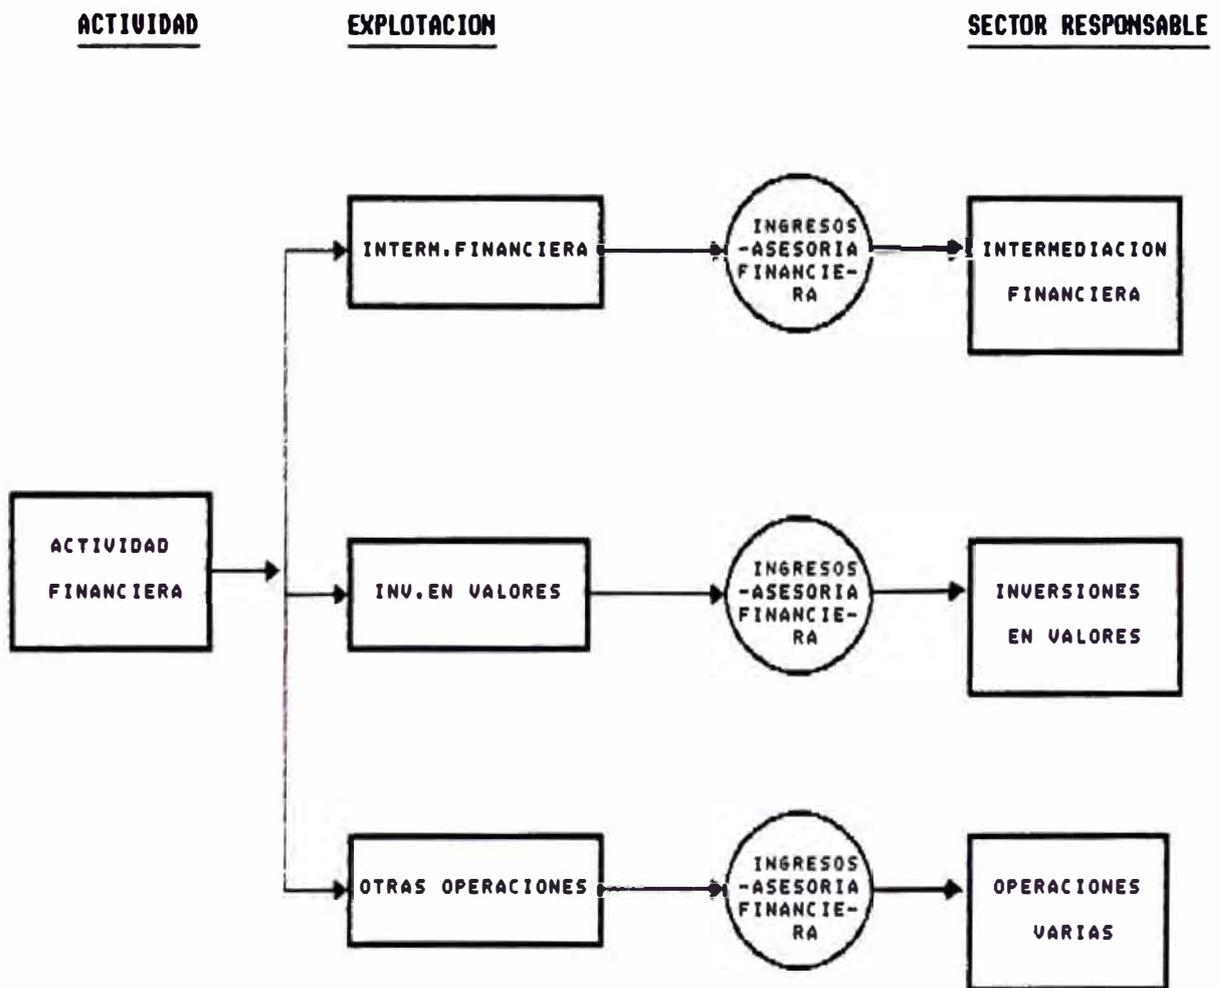 ACTIVIDAD
EXPLOTACION
SECTOR RESPONSABLE
INTERM.FINANCIERA
INGRESOS
-ASESORIA
FINANCIE-
RA
INTERMEDIACION
FINANCIERA
ACTIVIDAD
FINANCIERA
INV.EN VALORES
INGRESOS
-ASESORIA
FINANCIE-
RA
INVERSIONES
EN VALORES
OTRAS OPERACIONES
INGRESOS
-ASESORIA
FINANCIE-
RA
OPERACIONES
VARIAS